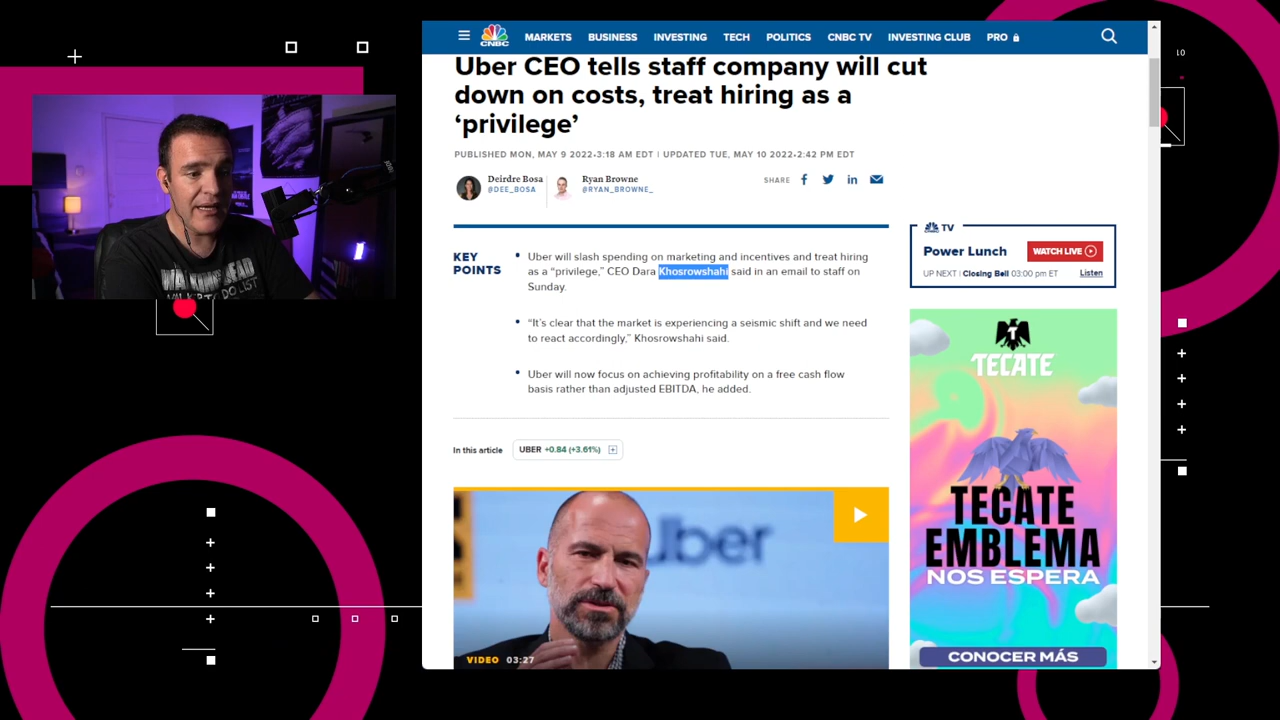 CNBC
MARKETS BUSINESS INVESTING TECH POLITICS CNBC TV INVESTING CLUB PRO
Uber CEO tells staff company will cut
down on costs, treat hiring as a
‘privilege’
PUBLISHED MON, MAY 9 2022•3:18 AM EDT | UPDATED TUE, MAY 10 2022•2:42 PM EDT
Deirdre Bosa
@DEE_BOSA
Ryan Browne
@RYAN_BROWNE_
SHARE
KEY
POINTS
Uber will slash spending on marketing and incentives and treat hiring
as a “privilege,” CEO Dara Khosrowshahi said in an email to staff on
Sunday.
“It’s clear that the market is experiencing a seismic shift and we need
to react accordingly,” Khosrowshahi said.
Uber will now focus on achieving profitability on a free cash flow
basis rather than adjusted EBITDA, he added.
In this article
UBER +0.84 (+3.61%)
Uber
VIDEO 03:27
TV
Power Lunch
WATCH LIVE
UP NEXT | Closing Bell 03:00 pm ET
Listen
T
TECATE
TECATE
EMBLEMA
NOS ESPERA
CONOCER MÁS
10